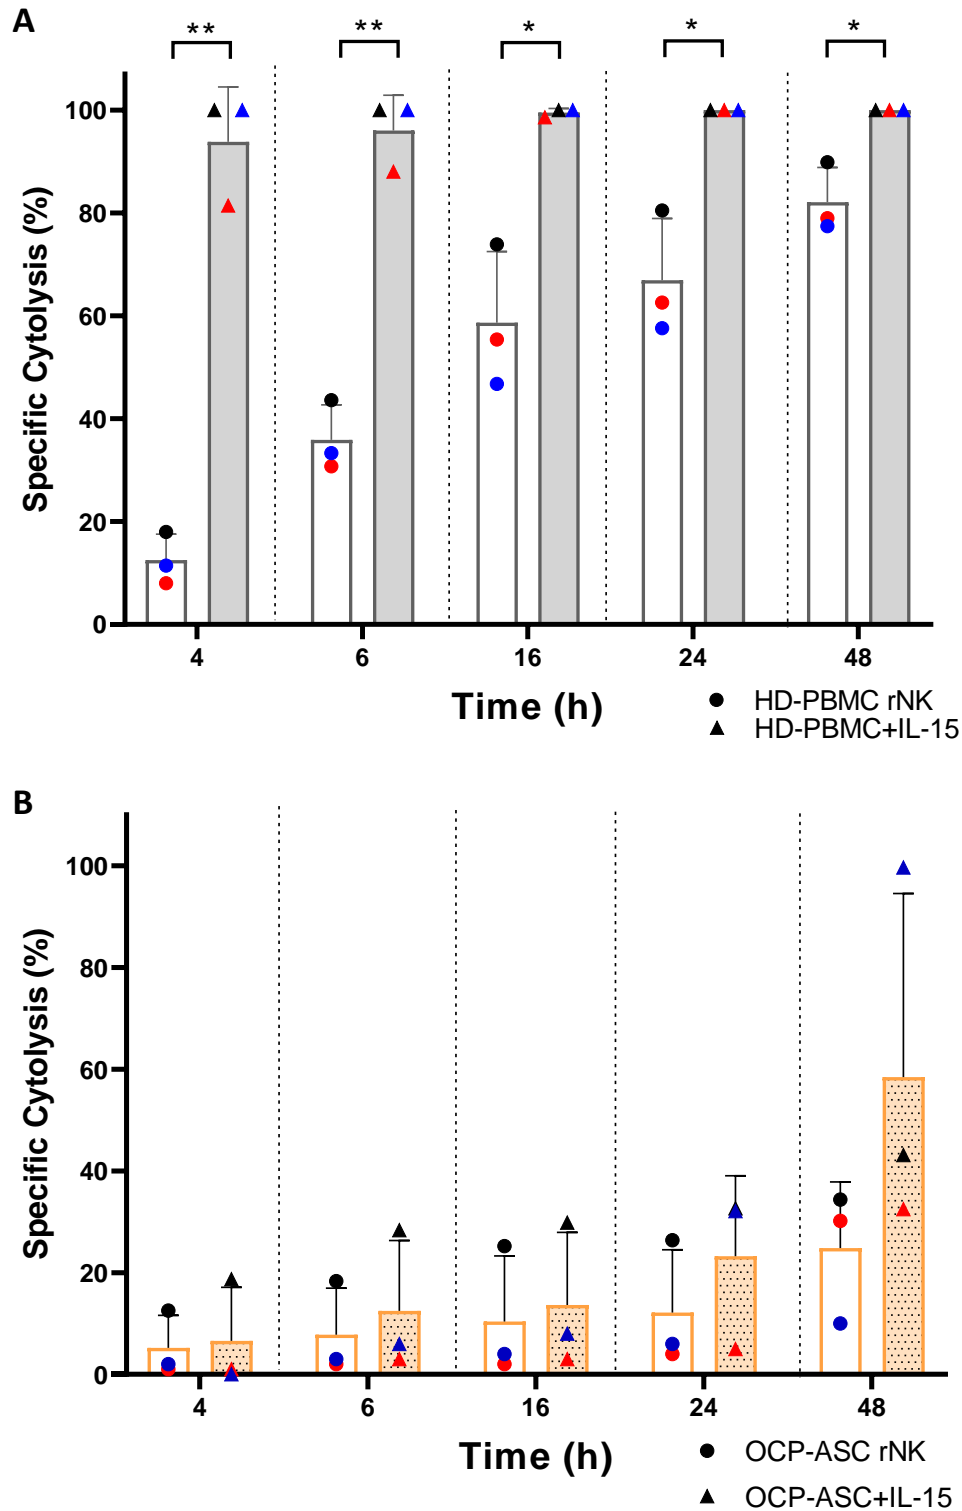 A
** ** * * *
Specific Cytolysis (%)
100
80
60
40
20
0
4 6 16 24 48
Time (h)
HD-PBMC rNK
HD-PBMC+IL-15
B
Specific Cytolysis (%)
100
80
60
40
20
0
4 6 16 24 48
Time (h)
OCP-ASC rNK
OCP-ASC+IL-15